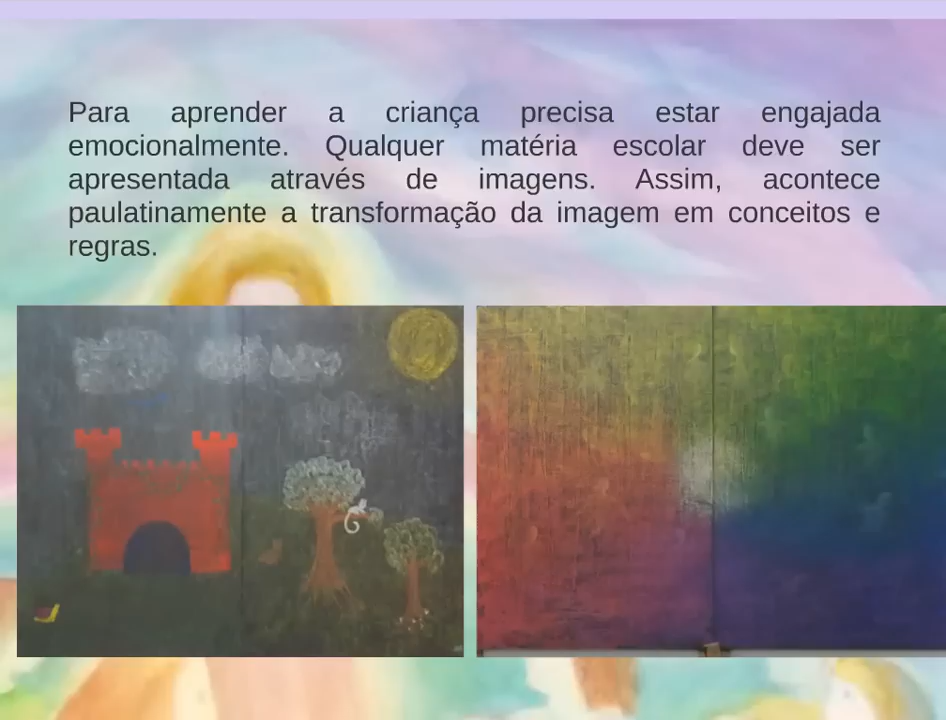 Para aprender a criança precisa estar engajada
emocionalmente. Qualquer matéria escolar deve ser
apresentada através de imagens. Assim, acontece
paulatinamente a transformação da imagem em conceitos e
regras.